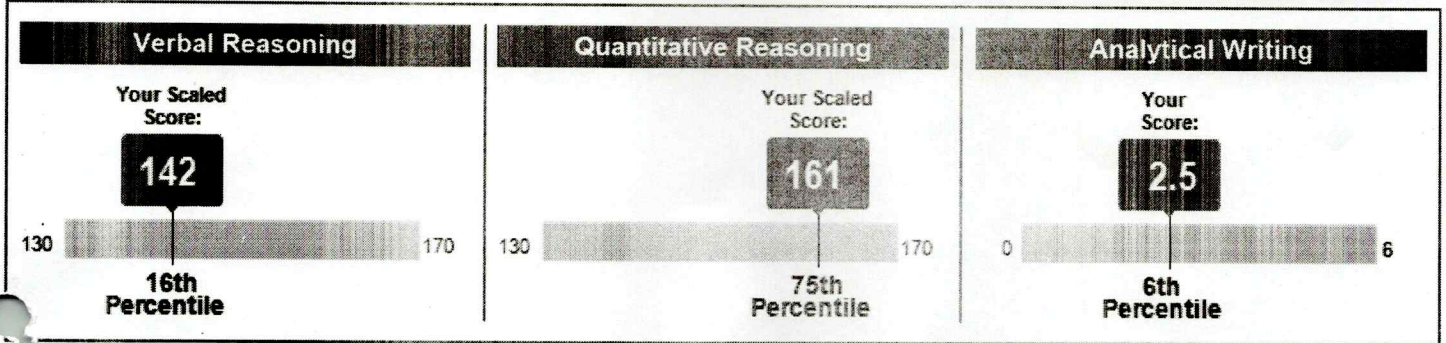 Verbal Reasoning
Your Scaled
Score:
142
130
170
16th
Percentile
Quantitative Reasoning
Your Scaled
Score:
161
130
170
75th
Percentile
Analytical Writing
Your
Score:
2.5
0
6
6th
Percentile